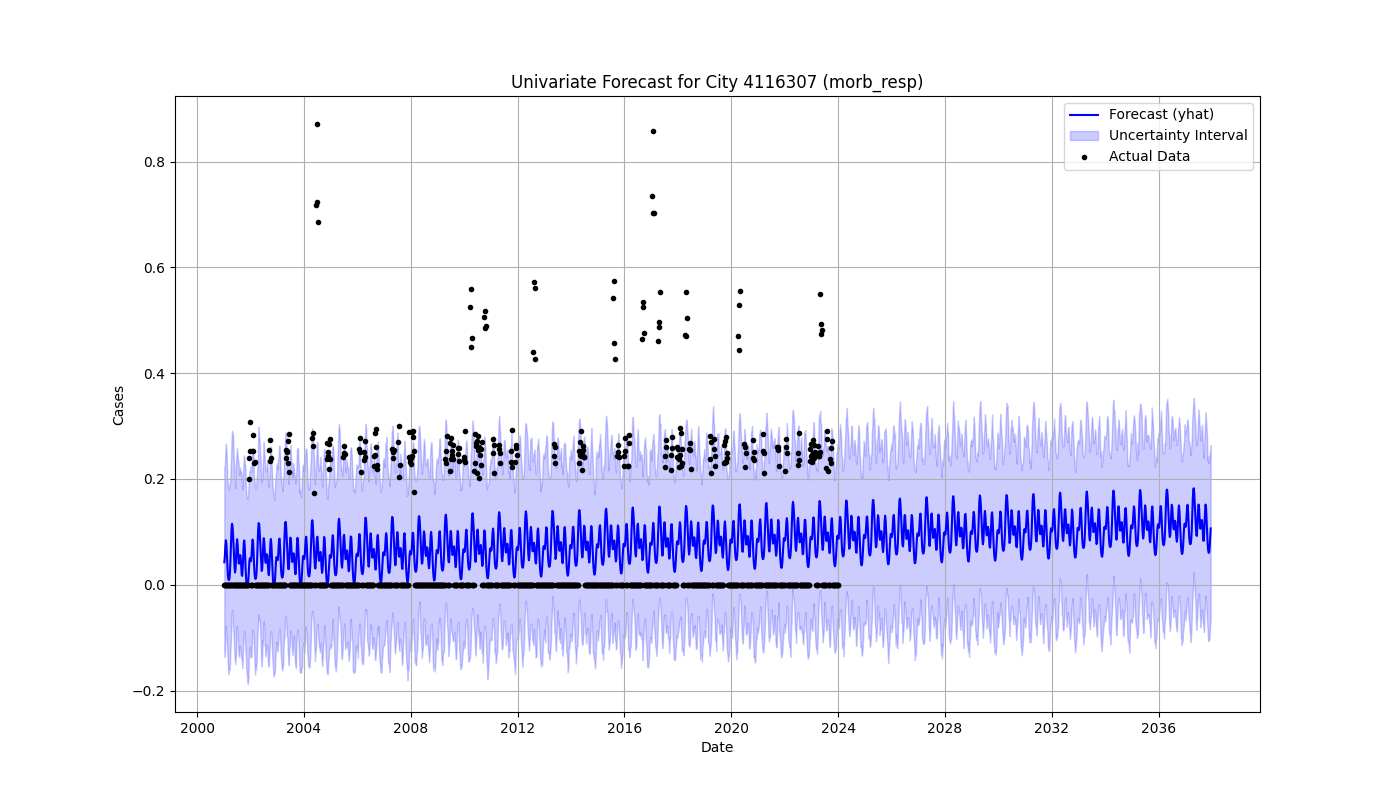 Univariate Forecast for City 4116307 (morb_resp)
Forecast (yhat)
Uncertainty Interval
Actual Data
Cases
0.8
0.6
0.4
0.2
0.0
−0.2
2000 2004 2008 2012 2016 2020 2024 2028 2032 2036
Date